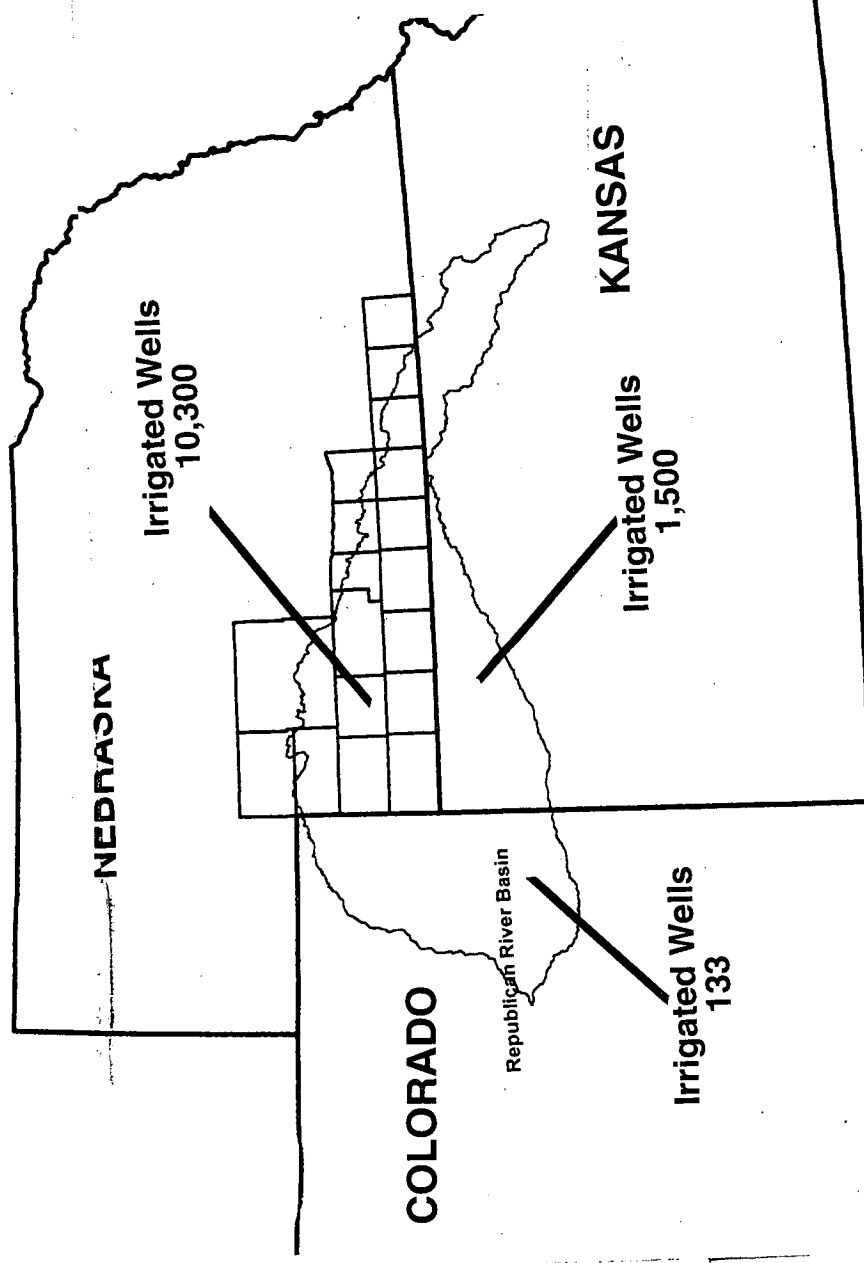 NEBRASKA
Irrigated Wells
10,300
COLORADO
Republican River Basin
KANSAS
Irrigated Wells
1,500
Irrigated Wells
133